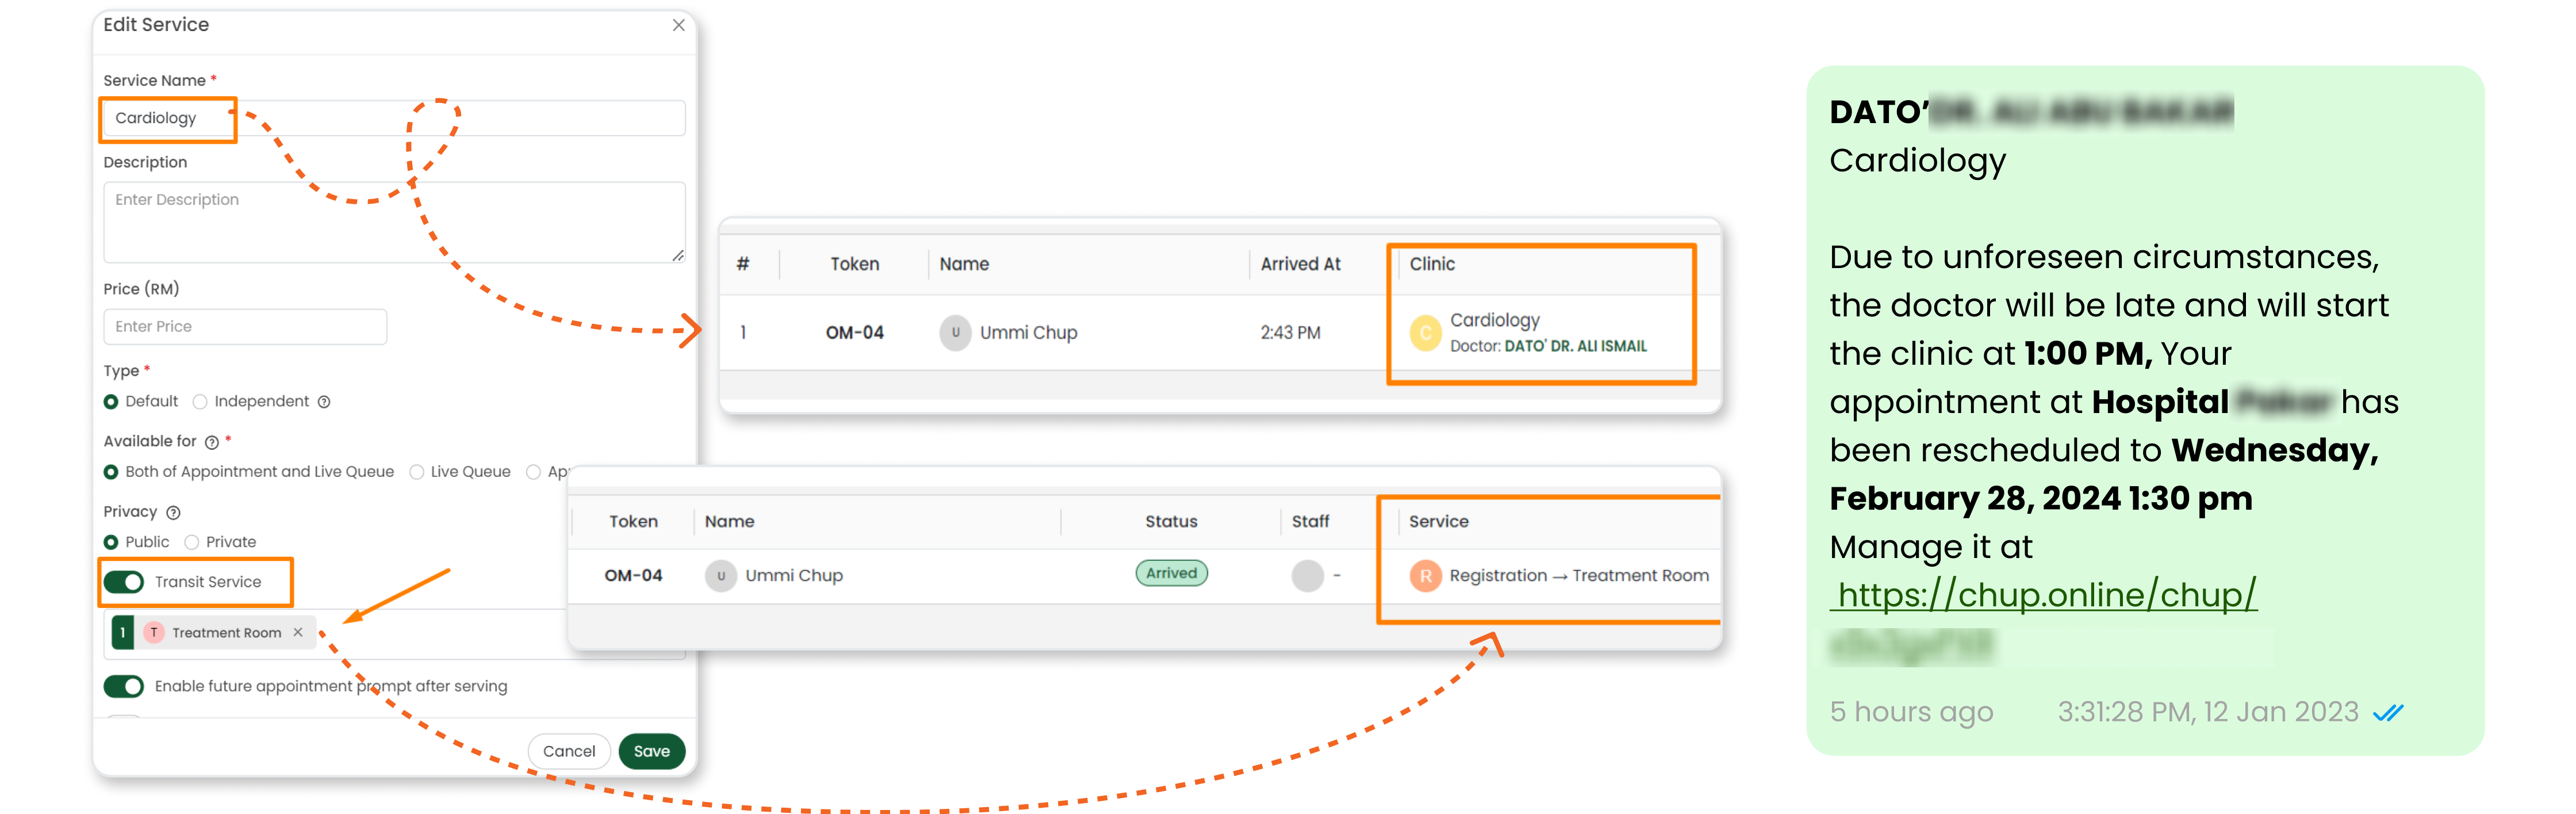 Edit Service
Service Name *
Cardiology
Description
Enter Description
Price (RM)
Enter Price
Type *
Default Independent
Available for *
Both of Appointment and Live Queue Live Queue
Privacy
Public Private
Transit Service
1 T Treatment Room ×
Enable future appointment prompt after serving
Cancel Save
# Token Name Arrived At Clinic
1 OM-04 U Ummi Chup 2:43 PM C Cardiology
Doctor: DATO' DR. ALI ISMAIL
Token Name Status Staff Service
OM-04 U Ummi Chup Arrived - R Registration → Treatment Room
DATO'
Cardiology
Due to unforeseen circumstances,
the doctor will be late and will start
the clinic at 1:00 PM, Your
appointment at Hospital has
been rescheduled to Wednesday,
February 28, 2024 1:30 pm
Manage it at
https://chup.online/chup/
5 hours ago 3:31:28 PM, 12 Jan 2023